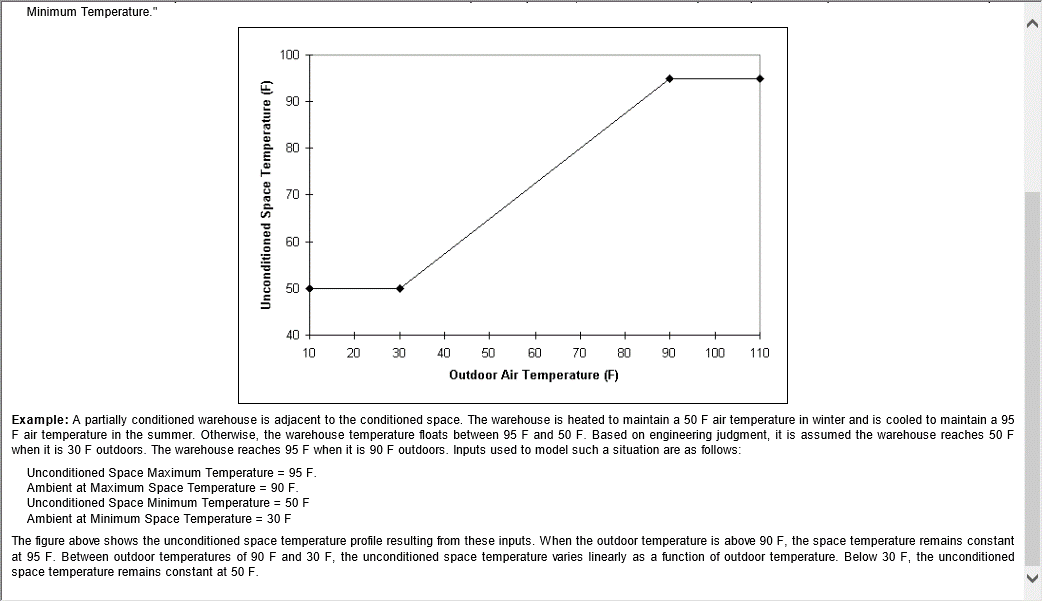 Minimum Temperature."
100
90
80
70
60
50
40
Unconditioned Space Temperature (F)
10 20 30 40 50 60 70 80 90 100 110
Outdoor Air Temperature (F)
Example: A partially conditioned warehouse is adjacent to the conditioned space. The warehouse is heated to maintain a 50 F air temperature in winter and is cooled to maintain a 95
F air temperature in the summer. Otherwise, the warehouse temperature floats between 95 F and 50 F. Based on engineering judgment, it is assumed the warehouse reaches 50 F
when it is 30 F outdoors. The warehouse reaches 95 F when it is 90 F outdoors. Inputs used to model such a situation are as follows:
Unconditioned Space Maximum Temperature = 95 F.
Ambient at Maximum Space Temperature = 90 F.
Unconditioned Space Minimum Temperature = 50 F
Ambient at Minimum Space Temperature = 30 F
The figure above shows the unconditioned space temperature profile resulting from these inputs. When the outdoor temperature is above 90 F, the space temperature remains constant
at 95 F. Between outdoor temperatures of 90 F and 30 F, the unconditioned space temperature varies linearly as a function of outdoor temperature. Below 30 F, the unconditioned
space temperature remains constant at 50 F.